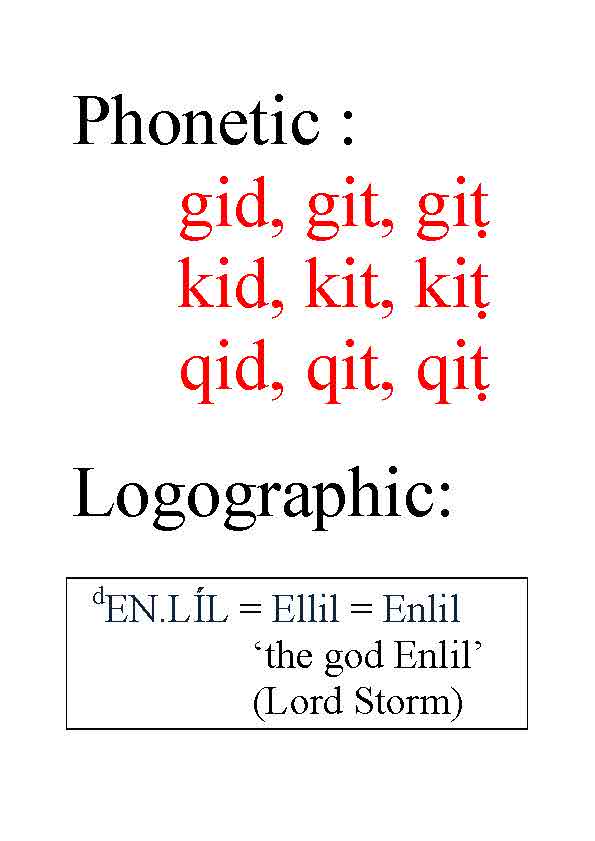 Phonetic :
gid, git, giṭ
kid, kit, kiṭ
qid, qit, qiṭ
Logographic:
ᵈEN.LÍL = Ellil = Enlil
‘the god Enlil’
(Lord Storm)